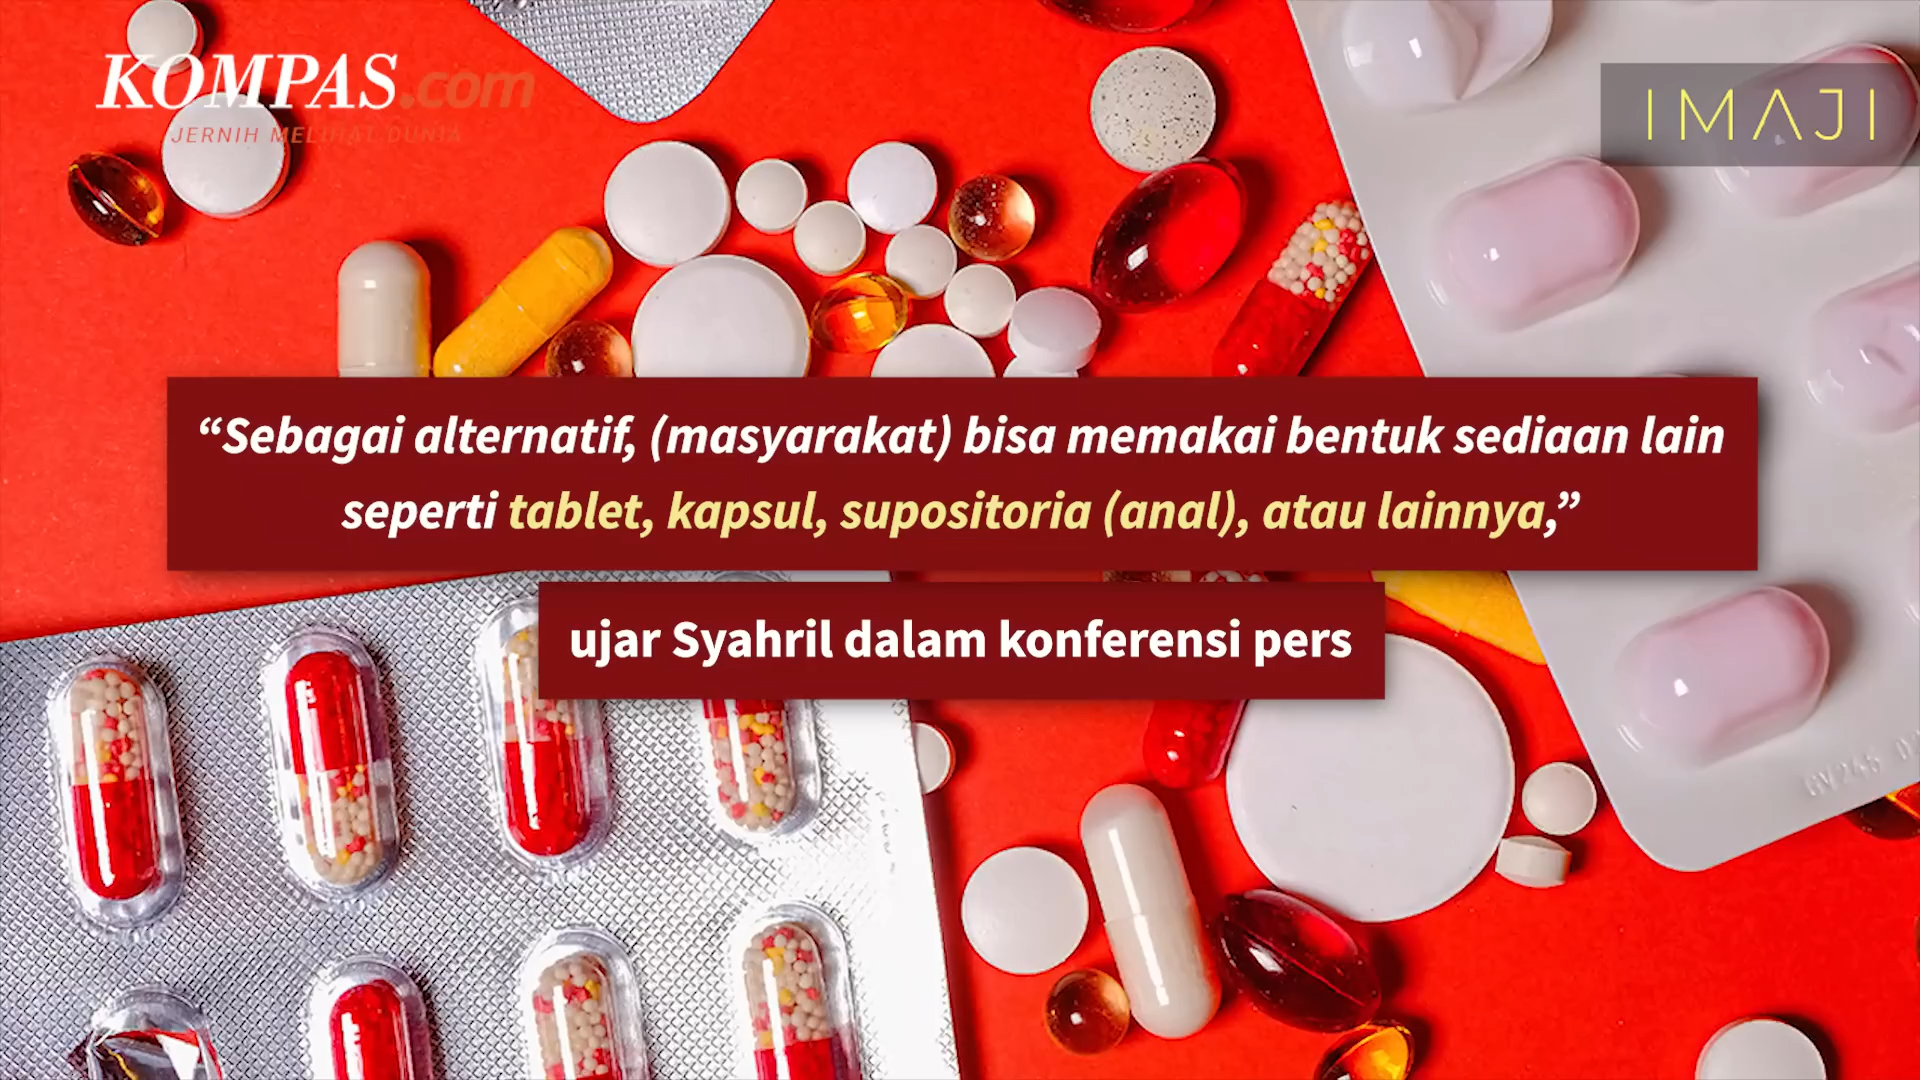 KOMPAS.com
JERNIH MELIHAT DUNIA
IMAJI
“Sebagai alternatif, (masyarakat) bisa memakai bentuk sediaan lain
seperti tablet, kapsul, supositoria (anal), atau lainnya,”
ujar Syahril dalam konferensi pers